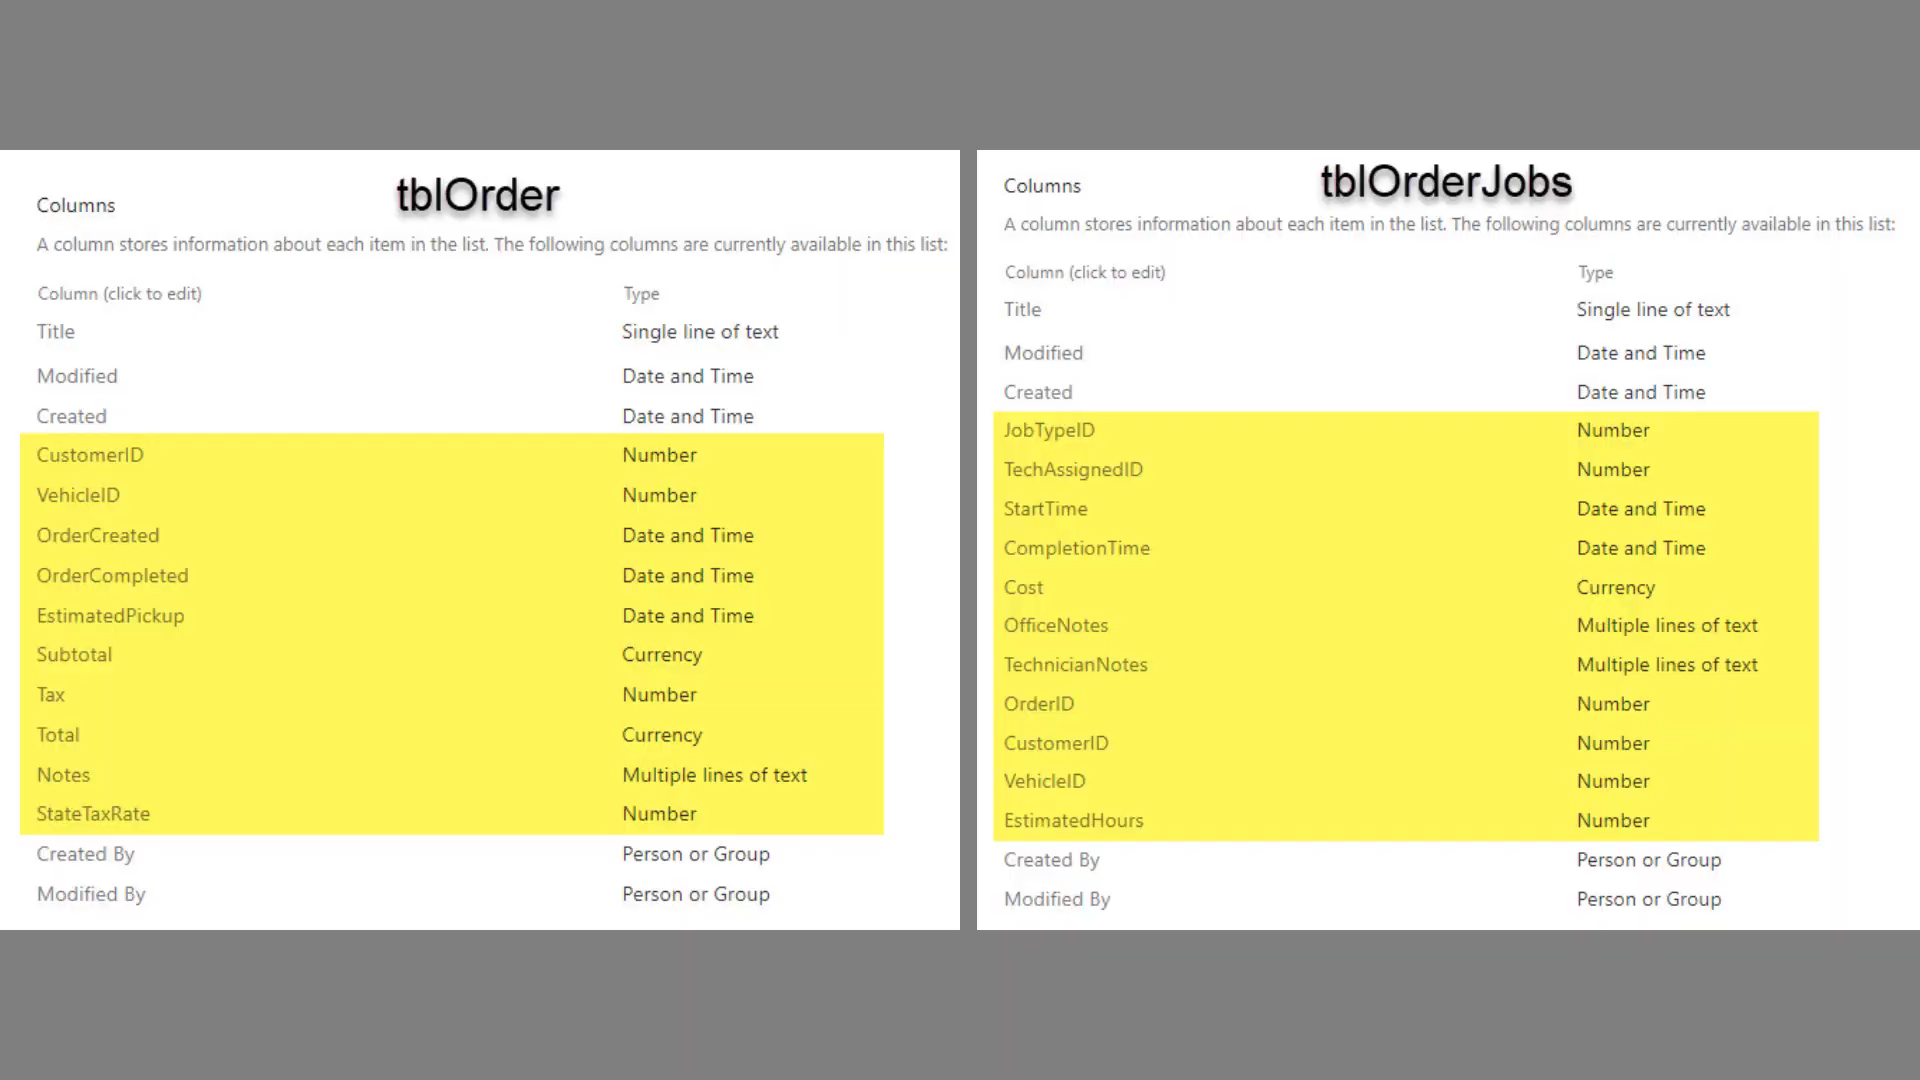 tblOrder
Columns
A column stores information about each item in the list. The following columns are currently available in this list:
Column (click to edit) Type
Title Single line of text
Modified Date and Time
Created Date and Time
CustomerID Number
VehicleID Number
OrderCreated Date and Time
OrderCompleted Date and Time
EstimatedPickup Date and Time
Subtotal Currency
Tax Number
Total Currency
Notes Multiple lines of text
StateTaxRate Number
Created By Person or Group
Modified By Person or Group
tblOrderJobs
Columns
A column stores information about each item in the list. The following columns are currently available in this list:
Column (click to edit) Type
Title Single line of text
Modified Date and Time
Created Date and Time
JobTypeID Number
TechAssignedID Number
StartTime Date and Time
CompletionTime Date and Time
Cost Currency
OfficeNotes Multiple lines of text
TechnicianNotes Multiple lines of text
OrderID Number
CustomerID Number
VehicleID Number
EstimatedHours Number
Created By Person or Group
Modified By Person or Group